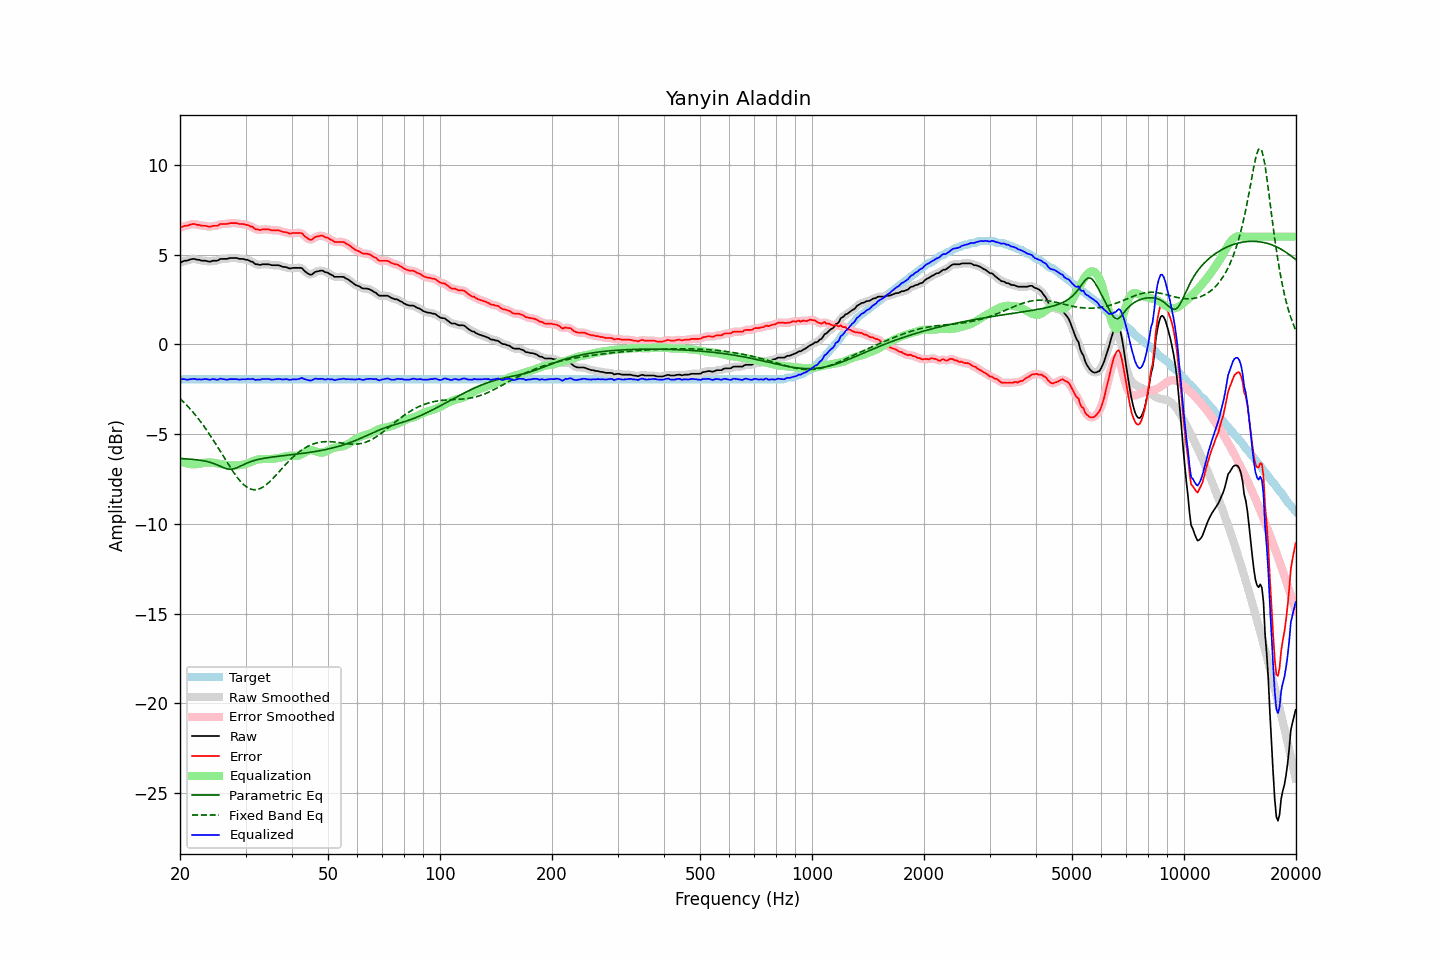 Yanyin Aladdin
Amplitude (dBr)
10
5
0
−5
−10
−15
−20
−25
Target
Raw Smoothed
Error Smoothed
Raw
Error
Equalization
Parametric Eq
Fixed Band Eq
Equalized
20 50 100 200 500 1000 2000 5000 10000 20000
Frequency (Hz)